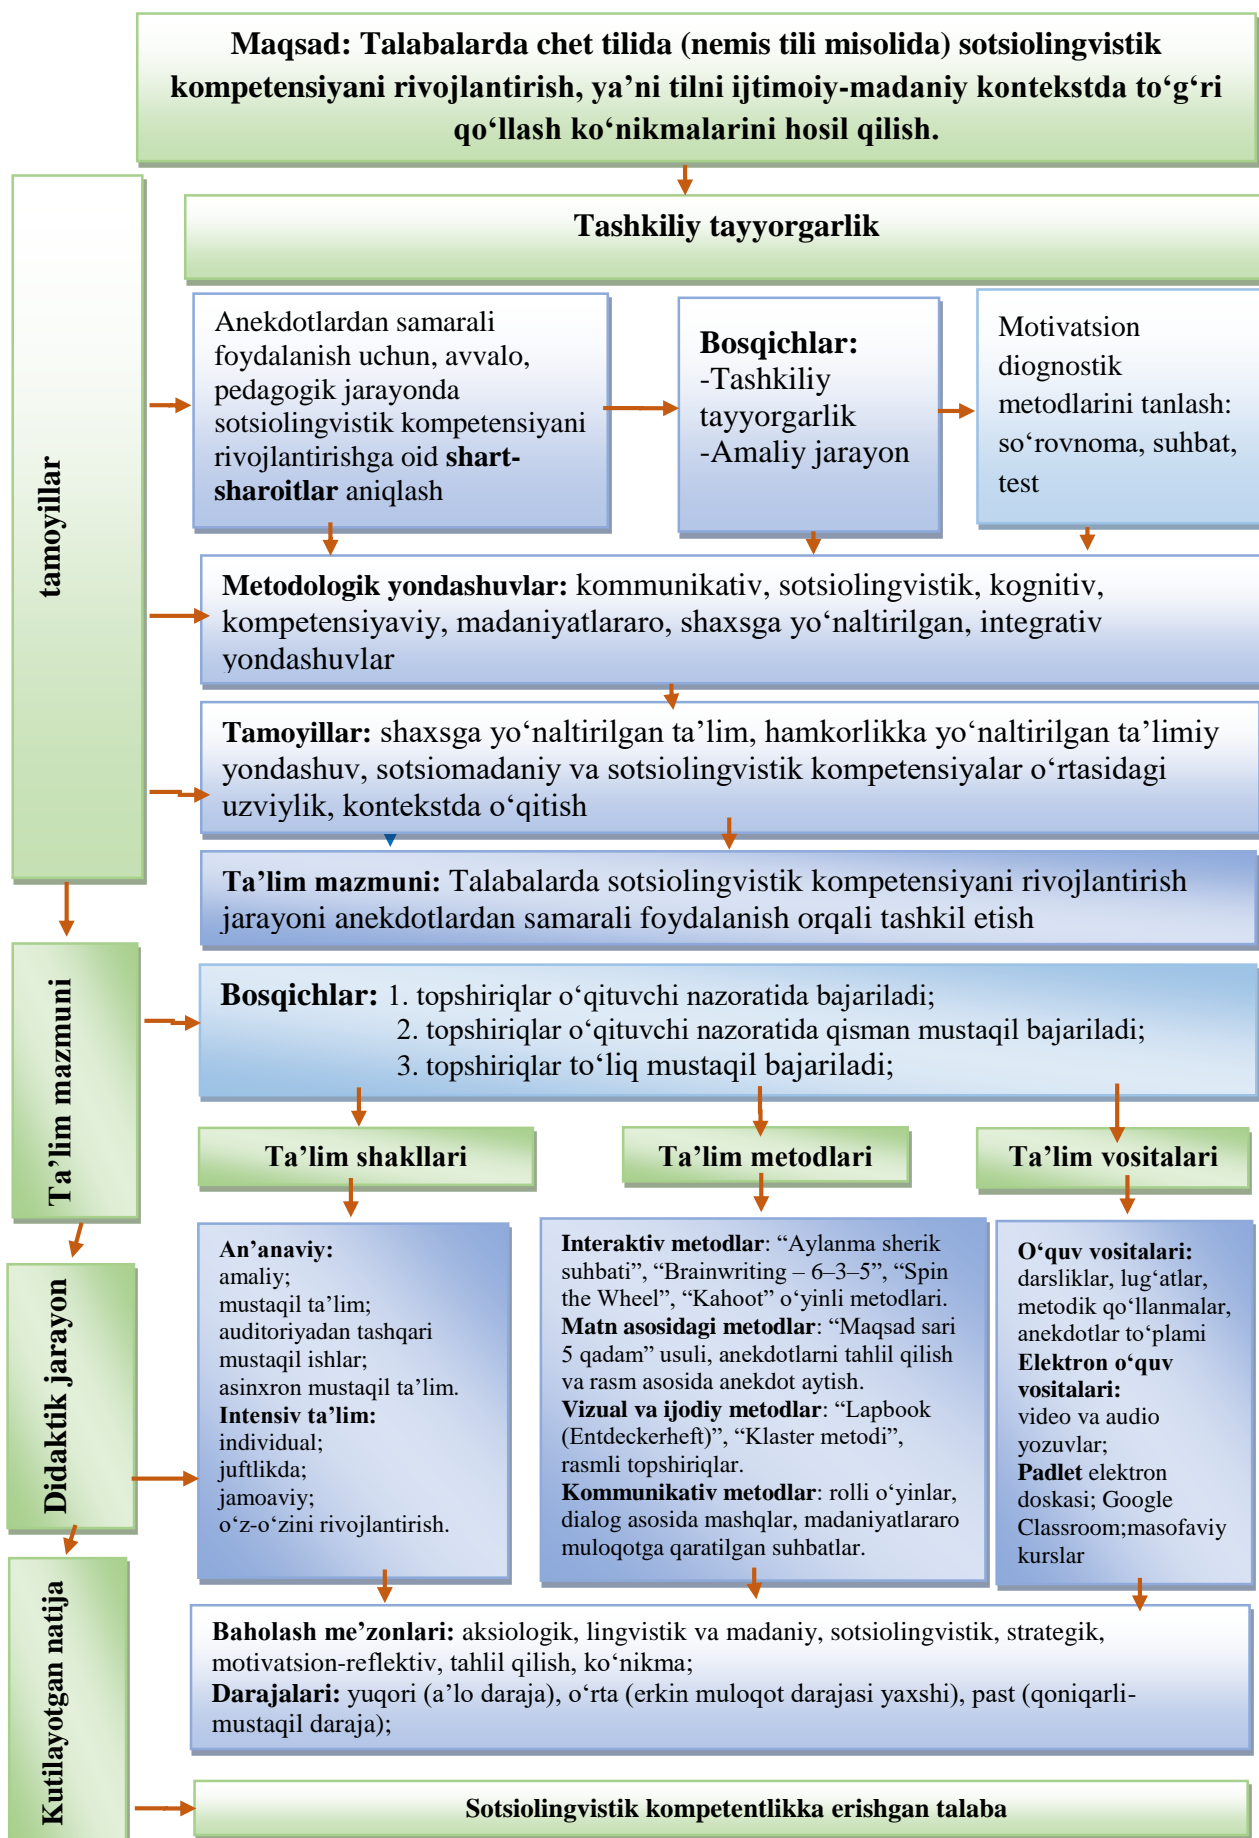 Maqsad: Talabalarda chet tilida (nemis tili misolida) sotsiolingvistik
kompetensiyani rivojlantirish, ya’ni tilni ijtimoiy-madaniy kontekstda to‘g‘ri
qo‘llash ko‘nikmalarini hosil qilish.
Tashkiliy tayyorgarlik
tamoyillar
Anekdotlardan samarali
foydalanish uchun, avvalo,
pedagogik jarayonda
sotsiolingvistik kompetensiyani
rivojlantirishga oid shart-
sharoitlar aniqlash
Bosqichlar:
-Tashkiliy
tayyorgarlik
-Amaliy jarayon
Motivatsion
diognostik
metodlarini tanlash:
so‘rovnoma, suhbat,
test
Metodologik yondashuvlar: kommunikativ, sotsiolingvistik, kognitiv,
kompetensiyaviy, madaniyatlararo, shaxsga yo‘naltirilgan, integrativ
yondashuvlar
Tamoyillar: shaxsga yo‘naltirilgan ta’lim, hamkorlikka yo‘naltirilgan ta’limiy
yondashuv, sotsiomadaniy va sotsiolingvistik kompetensiyalar o‘rtasidagi
uzviylik, kontekstda o‘qitish
Ta’lim mazmuni: Talabalarda sotsiolingvistik kompetensiyani rivojlantirish
jarayoni anekdotlardan samarali foydalanish orqali tashkil etish
Ta’lim mazmuni
Bosqichlar: 1. topshiriqlar o‘qituvchi nazoratida bajariladi;
2. topshiriqlar o‘qituvchi nazoratida qisman mustaqil bajariladi;
3. topshiriqlar to‘liq mustaqil bajariladi;
Ta’lim shakllari
Ta’lim metodlari
Ta’lim vositalari
Didaktik jarayon
An’anaviy:
amaliy;
mustaqil ta’lim;
auditoriyadan tashqari
mustaqil ishlar;
asinxron mustaqil ta’lim.
Intensiv ta’lim:
individual;
juftlikda;
jamoaviy;
o‘z-o‘zini rivojlantirish.
Interaktiv metodlar: “Aylanma sherik
suhbati”, “Brainwriting – 6–3–5”, “Spin
the Wheel”, “Kahoot” o‘yinli metodlari.
Matn asosidagi metodlar: “Maqsad sari
5 qadam” usuli, anekdotlarni tahlil qilish
va rasm asosida anekdot aytish.
Vizual va ijodiy metodlar: “Lapbook
(Entdeckerheft)”, “Klaster metodi”,
rasmli topshiriqlar.
Kommunikativ metodlar: rolli o‘yinlar,
dialog asosida mashqlar, madaniyatlararo
muloqotga qaratilgan suhbatlar.
O‘quv vositalari:
darsliklar, lug‘atlar,
metodik qo‘llanmalar,
anekdotlar to‘plami
Elektron o‘quv
vositalari:
video va audio
yozuvlar;
Padlet elektron
doskasi; Google
Classroom;masofaviy
kurslar
Kutilayotgan natija
Baholash me’zonlari: aksiologik, lingvistik va madaniy, sotsiolingvistik, strategik,
motivatsion-reflektiv, tahlil qilish, ko‘nikma;
Darajalari: yuqori (a’lo daraja), o‘rta (erkin muloqot darajasi yaxshi), past (qoniqarli-
mustaqil daraja);
Sotsiolingvistik kompetentlikka erishgan talaba